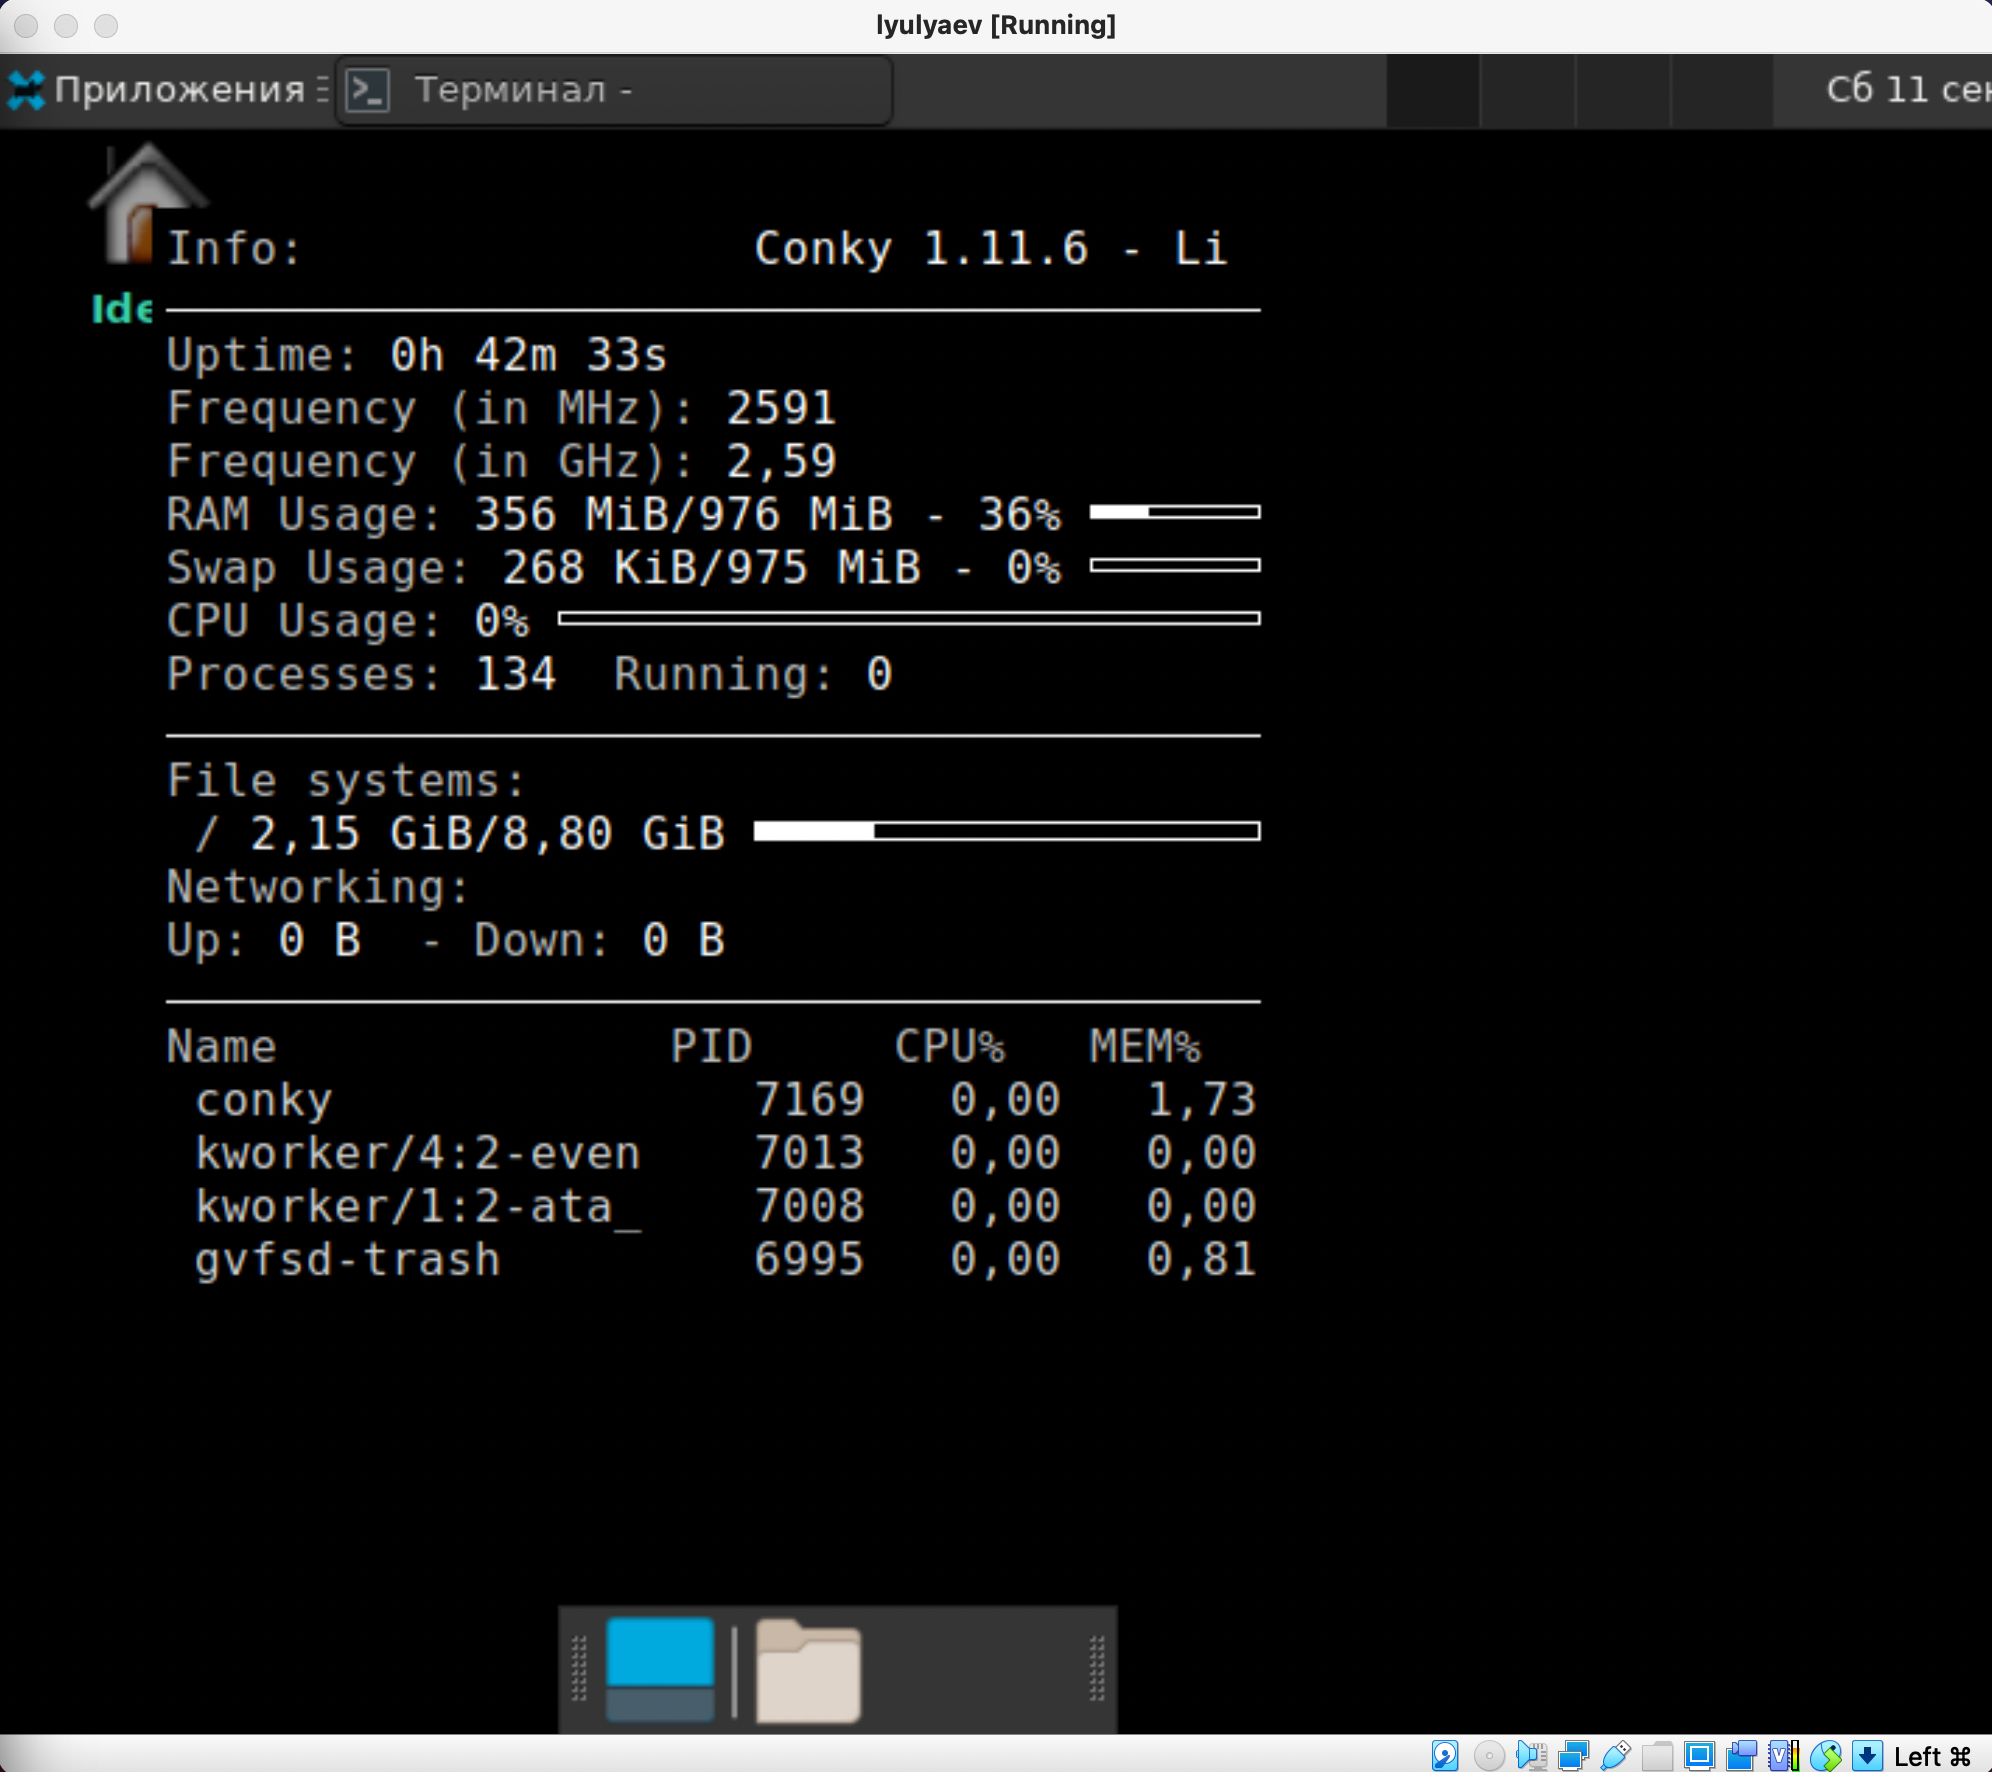 lyulyaev [Running]
Приложения Терминал - Сб 11 сен
Info: Conky 1.11.6 - Li
Ide
Uptime: 0h 42m 33s
Frequency (in MHz): 2591
Frequency (in GHz): 2,59
RAM Usage: 356 MiB/976 MiB - 36%
Swap Usage: 268 KiB/975 MiB - 0%
CPU Usage: 0%
Processes: 134 Running: 0
File systems:
/ 2,15 GiB/8,80 GiB
Networking:
Up: 0 B - Down: 0 B
Name PID CPU% MEM%
conky 7169 0,00 1,73
kworker/4:2-even 7013 0,00 0,00
kworker/1:2-ata_ 7008 0,00 0,00
gvfsd-trash 6995 0,00 0,81
Left ⌘